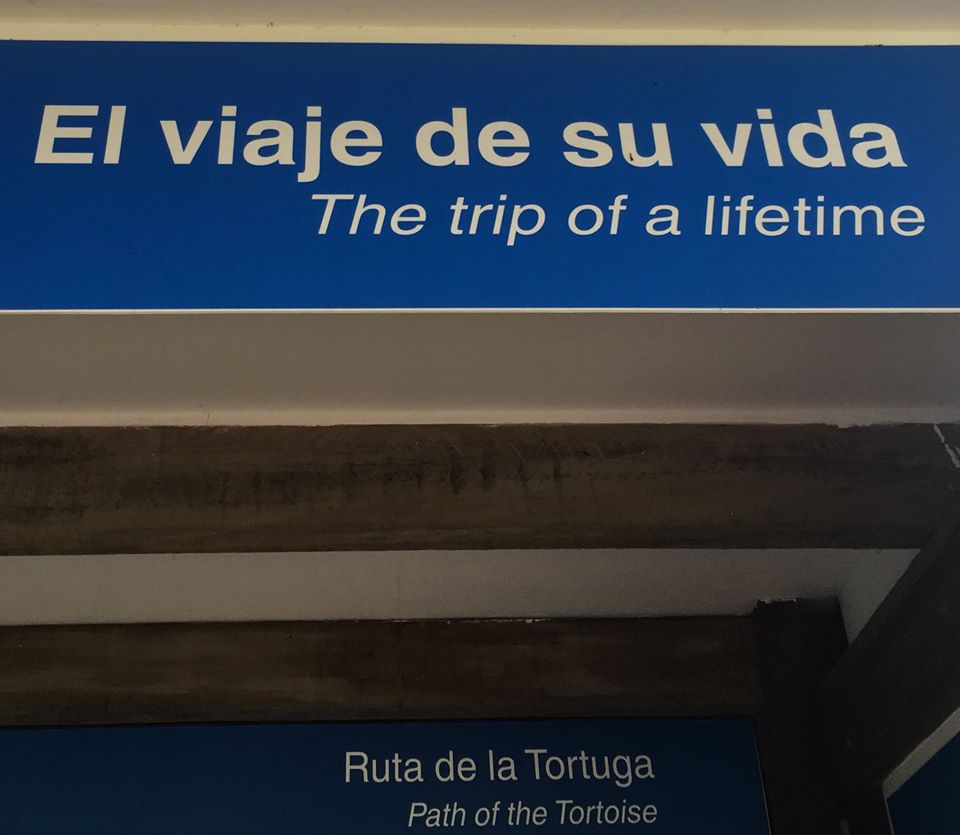 El viaje de su vida
The trip of a lifetime
Ruta de la Tortuga
Path of the Tortoise